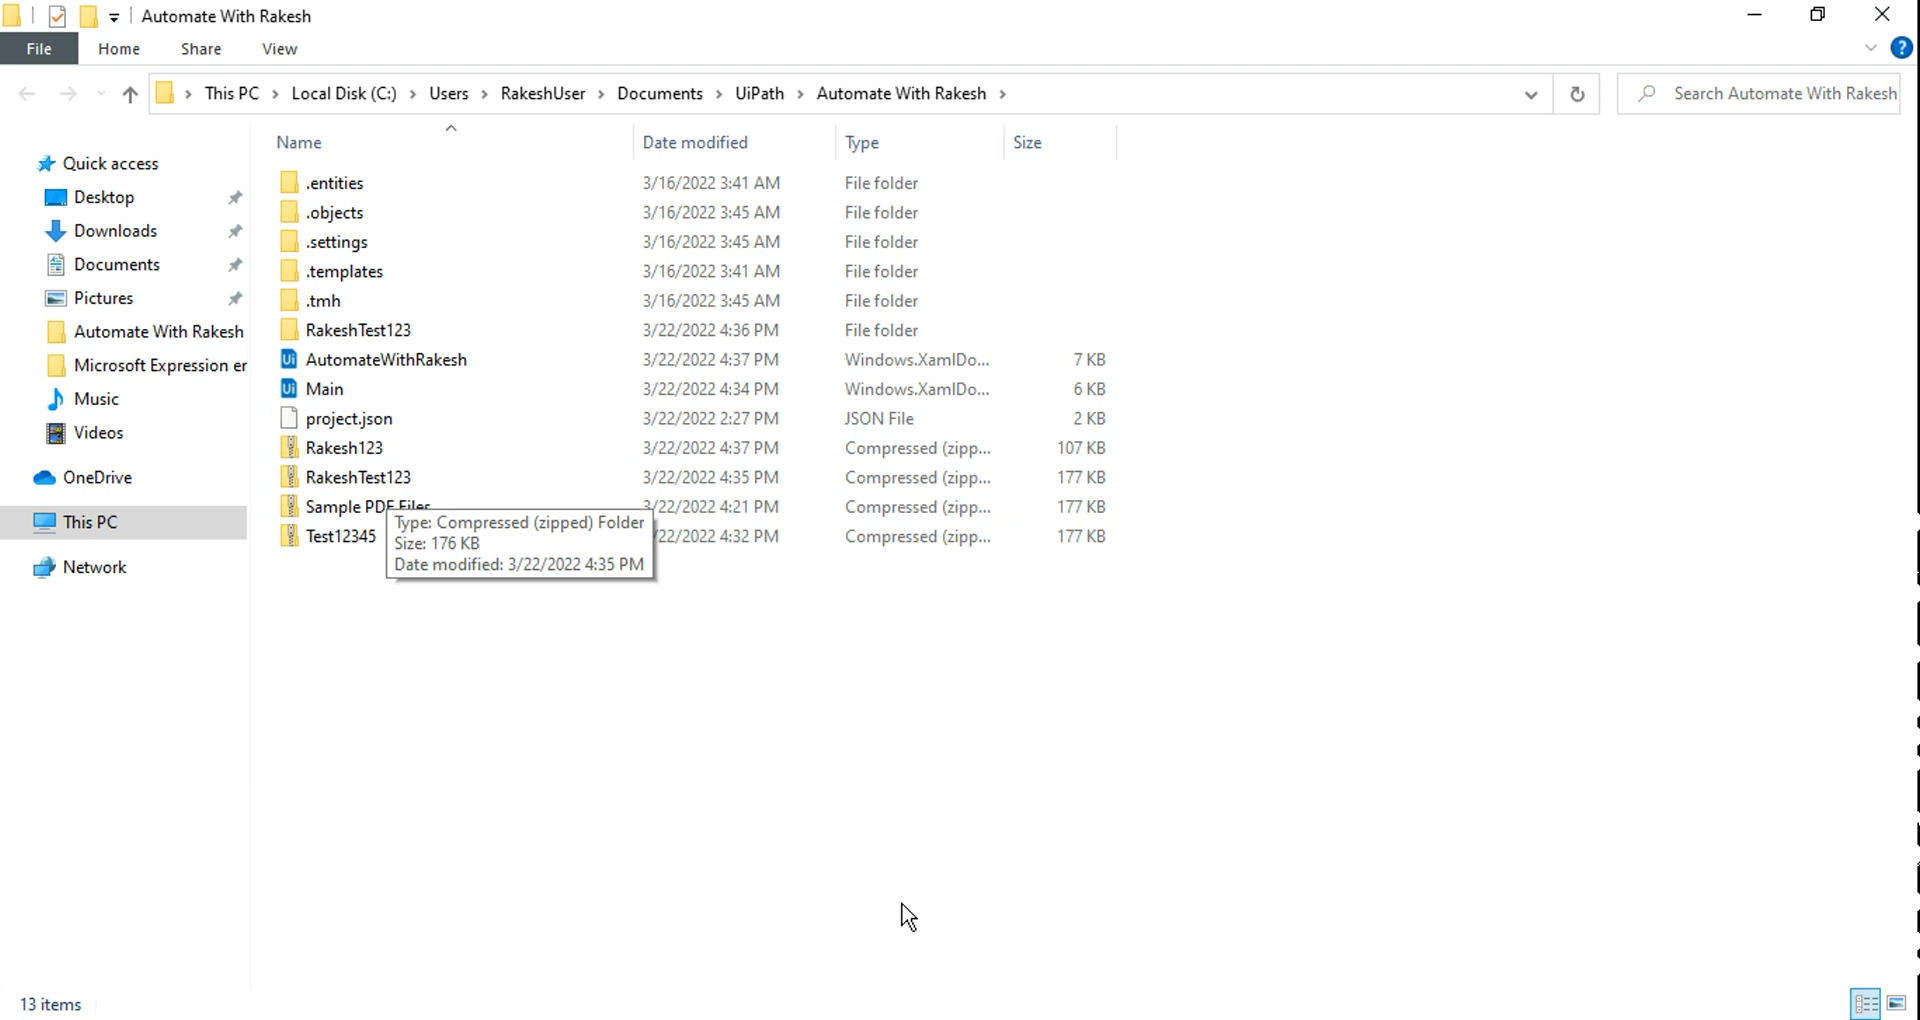 Automate With Rakesh
File Home Share View ?
This PC > Local Disk (C:) > Users > RakeshUser > Documents > UiPath > Automate With Rakesh >
Search Automate With Rakesh
Name Date modified Type Size
Quick access
Desktop
Downloads
Documents
Pictures
Automate With Rakesh
Microsoft Expression er
Music
Videos
OneDrive
This PC
Network
.entities 3/16/2022 3:41 AM File folder
.objects 3/16/2022 3:45 AM File folder
.settings 3/16/2022 3:45 AM File folder
.templates 3/16/2022 3:41 AM File folder
.tmh 3/16/2022 3:45 AM File folder
RakeshTest123 3/22/2022 4:36 PM File folder
Ui AutomateWithRakesh 3/22/2022 4:37 PM Windows.XamlDo... 7 KB
Ui Main 3/22/2022 4:34 PM Windows.XamlDo... 6 KB
project.json 3/22/2022 2:27 PM JSON File 2 KB
Rakesh123 3/22/2022 4:37 PM Compressed (zipp... 107 KB
RakeshTest123 3/22/2022 4:35 PM Compressed (zipp... 177 KB
Sample PDF Files 3/22/2022 4:21 PM Compressed (zipp... 177 KB
Test12345 /22/2022 4:32 PM Compressed (zipp... 177 KB
Type: Compressed (zipped) Folder
Size: 176 KB
Date modified: 3/22/2022 4:35 PM
13 items